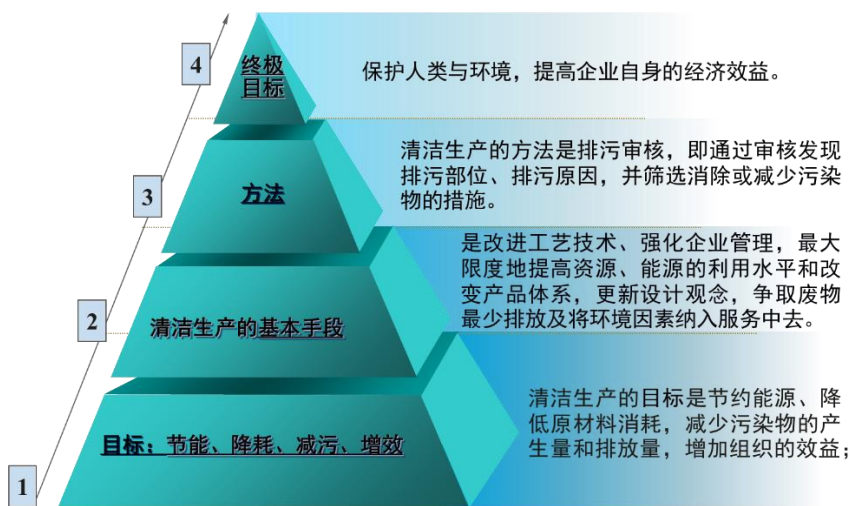 4
终极
目标
保护人类与环境，提高企业自身的经济效益。
3
方法
清洁生产的方法是排污审核，即通过审核发现
排污部位、排污原因，并筛选消除或减少污染
物的措施。
2
清洁生产的基本手段
是改进工艺技术、强化企业管理，最大
限度地提高资源、能源的利用水平和改
变产品体系，更新设计观念，争取废物
最少排放及将环境因素纳入服务中去。
1
目标：节能、降耗、减污、增效
清洁生产的目标是节约能源、降
低原材料消耗，减少污染物的产
生量和排放量，增加组织的效益；